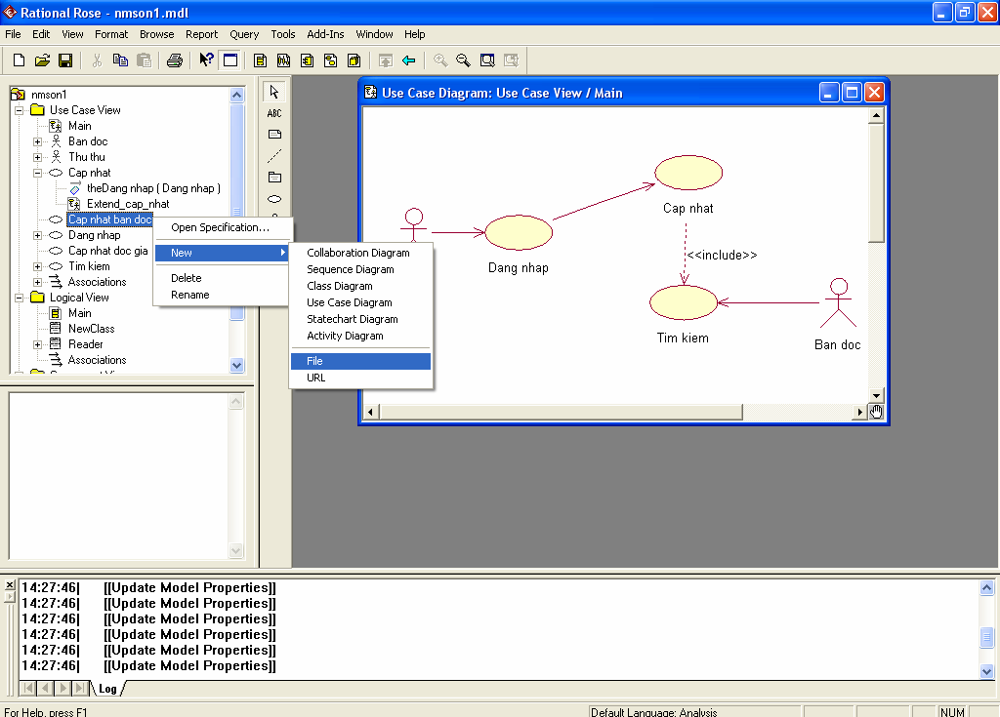 Rational Rose - nmson1.mdl
File Edit View Format Browse Report Query Tools Add-Ins Window Help
nmson1
Use Case View
Main
Ban doc
Thu thu
Cap nhat
theDang nhap ( Dang nhap )
Extend_cap_nhat
Cap nhat ban doc
Dang nhap
Cap nhat doc gia
Tim kiem
Associations
Logical View
Main
NewClass
Reader
Associations
ABC
Open Specification...
New
Delete
Rename
Collaboration Diagram
Sequence Diagram
Class Diagram
Use Case Diagram
Statechart Diagram
Activity Diagram
File
URL
Use Case Diagram: Use Case View / Main
Cap nhat
Dang nhap
<<include>>
Tim kiem
Ban doc
14:27:46| [[Update Model Properties]]
14:27:46| [[Update Model Properties]]
14:27:46| [[Update Model Properties]]
14:27:46| [[Update Model Properties]]
14:27:46| [[Update Model Properties]]
14:27:46| [[Update Model Properties]]
Log
For Help, press F1
Default Language: Analysis
NUM